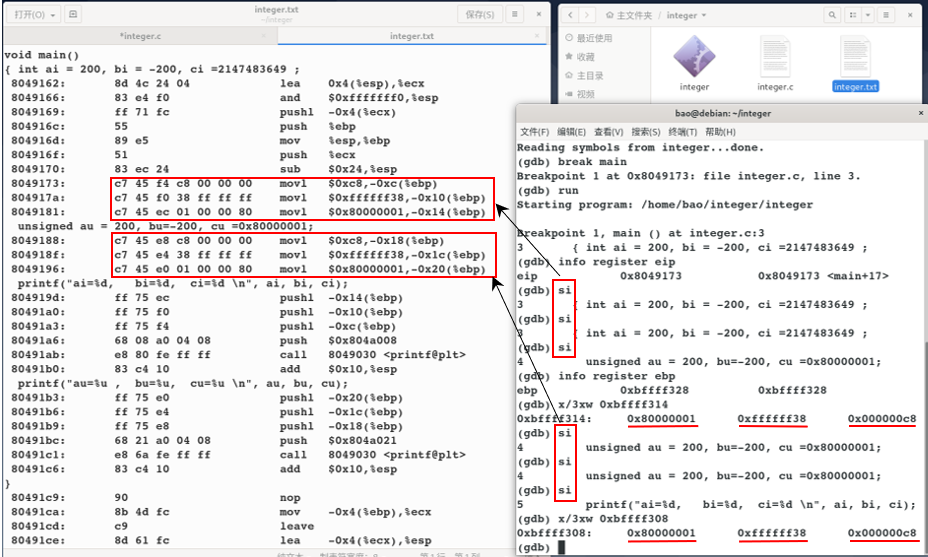 打开(O)
integer.txt
~/integer
保存(S)
*integer.c
integer.txt
void main()
{ int ai = 200, bi = -200, ci =2147483649 ;
8049162: 8d 4c 24 04 lea 0x4(%esp),%ecx
8049166: 83 e4 f0 and $0xfffffff0,%esp
8049169: ff 71 fc pushl -0x4(%ecx)
804916c: 55 push %ebp
804916d: 89 e5 mov %esp,%ebp
804916f: 51 push %ecx
8049170: 83 ec 24 sub $0x24,%esp
8049173: c7 45 f4 c8 00 00 00 movl $0xc8,-0xc(%ebp)
804917a: c7 45 f0 38 ff ff ff movl $0xffffff38,-0x10(%ebp)
8049181: c7 45 ec 01 00 00 80 movl $0x80000001,-0x14(%ebp)
unsigned au = 200, bu=-200, cu =0x80000001;
8049188: c7 45 e8 c8 00 00 00 movl $0xc8,-0x18(%ebp)
804918f: c7 45 e4 38 ff ff ff movl $0xffffff38,-0x1c(%ebp)
8049196: c7 45 e0 01 00 00 80 movl $0x80000001,-0x20(%ebp)
printf("ai=%d, bi=%d, ci=%d \n", ai, bi, ci);
804919d: ff 75 ec pushl -0x14(%ebp)
80491a0: ff 75 f0 pushl -0x10(%ebp)
80491a3: ff 75 f4 pushl -0xc(%ebp)
80491a6: 68 08 a0 04 08 push $0x804a008
80491ab: e8 80 fe ff ff call 8049030 <printf@plt>
80491b0: 83 c4 10 add $0x10,%esp
printf("au=%u , bu=%u, cu=%u \n", au, bu, cu);
80491b3: ff 75 e0 pushl -0x20(%ebp)
80491b6: ff 75 e4 pushl -0x1c(%ebp)
80491b9: ff 75 e8 pushl -0x18(%ebp)
80491bc: 68 21 a0 04 08 push $0x804a021
80491c1: e8 6a fe ff ff call 8049030 <printf@plt>
80491c6: 83 c4 10 add $0x10,%esp
}
80491c9: 90 nop
80491ca: 8b 4d fc mov -0x4(%ebp),%ecx
80491cd: c9 leave
80491ce: 8d 61 fc lea -0x4(%ecx),%esp
主文件夹 / integer
最近使用
收藏
主目录
视频
integer
integer.c
integer.txt
bao@debian: ~/integer
文件(F) 编辑(E) 查看(V) 搜索(S) 终端(T) 帮助(H)
Reading symbols from integer...done.
(gdb) break main
Breakpoint 1 at 0x8049173: file integer.c, line 3.
(gdb) run
Starting program: /home/bao/integer/integer
Breakpoint 1, main () at integer.c:3
3 { int ai = 200, bi = -200, ci =2147483649 ;
(gdb) info register eip
eip 0x8049173 0x8049173 <main+17>
(gdb) si
3 { int ai = 200, bi = -200, ci =2147483649 ;
(gdb) si
3 { int ai = 200, bi = -200, ci =2147483649 ;
(gdb) si
4 unsigned au = 200, bu=-200, cu =0x80000001;
(gdb) info register ebp
ebp 0xbffff328 0xbffff328
(gdb) x/3xw 0xbffff314
0xbffff314: 0x80000001 0xffffff38 0x000000c8
(gdb) si
4 unsigned au = 200, bu=-200, cu =0x80000001;
(gdb) si
4 unsigned au = 200, bu=-200, cu =0x80000001;
(gdb) si
5 printf("ai=%d, bi=%d, ci=%d \n", ai, bi, ci);
(gdb) x/3xw 0xbffff308
0xbffff308: 0x80000001 0xffffff38 0x000000c8
(gdb)